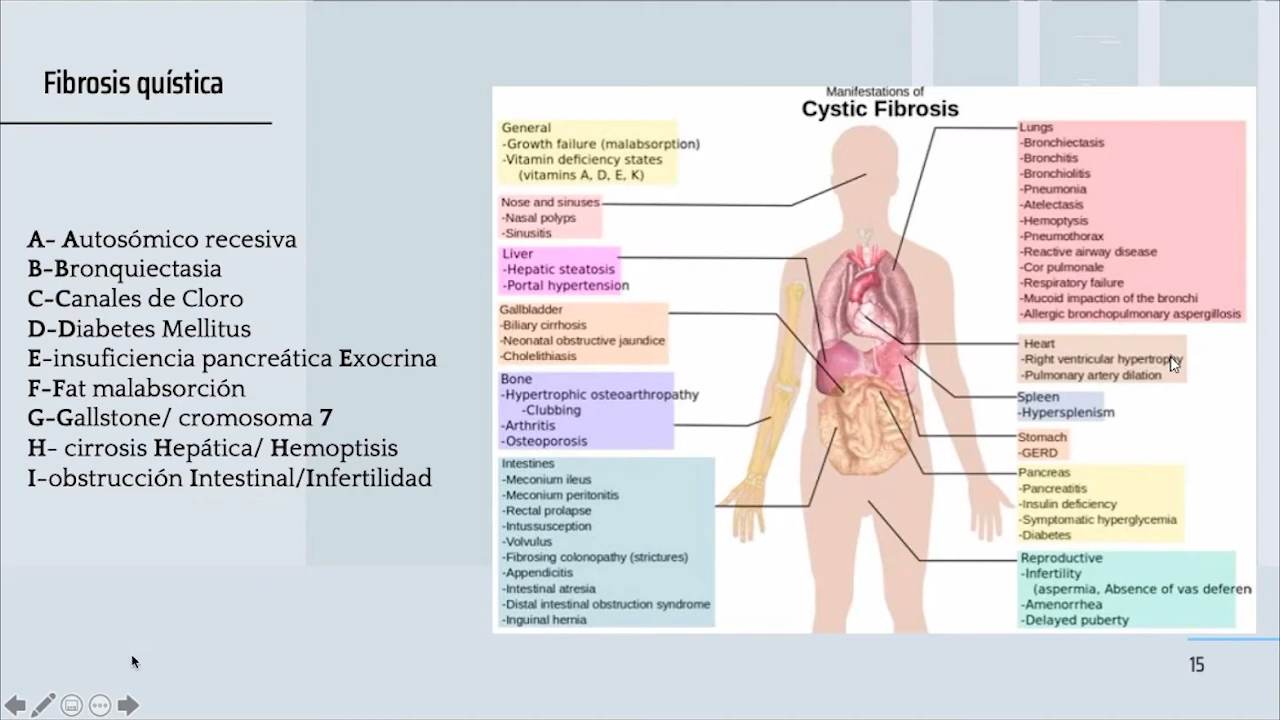 Fibrosis quística
A- Autosómico recesiva
B-Bronquiectasia
C-Canales de Cloro
D-Diabetes Mellitus
E-insuficiencia pancreática Exocrina
F-Fat malabsorción
G-Gallstone/ cromosoma 7
H- cirrosis Hepática/ Hemoptisis
I-obstrucción Intestinal/Infertilidad
Manifestations of
Cystic Fibrosis
General
-Growth failure (malabsorption)
-Vitamin deficiency states
(vitamins A, D, E, K)
Nose and sinuses
-Nasal polyps
-Sinusitis
Liver
-Hepatic steatosis
-Portal hypertension
Gallbladder
-Biliary cirrhosis
-Neonatal obstructive jaundice
-Cholelithiasis
Bone
-Hypertrophic osteoarthropathy
-Clubbing
-Arthritis
-Osteoporosis
Intestines
-Meconium ileus
-Meconium peritonitis
-Rectal prolapse
-Intussusception
-Volvulus
-Fibrosing colonopathy (strictures)
-Appendicitis
-Intestinal atresia
-Distal intestinal obstruction syndrome
-Inguinal hernia
Lungs
-Bronchiectasis
-Bronchitis
-Bronchiolitis
-Pneumonia
-Atelectasis
-Hemoptysis
-Pneumothorax
-Reactive airway disease
-Cor pulmonale
-Respiratory failure
-Mucoid impaction of the bronchi
-Allergic bronchopulmonary aspergillosis
Heart
-Right ventricular hypertrophy
-Pulmonary artery dilation
Spleen
-Hypersplenism
Stomach
-GERD
Pancreas
-Pancreatitis
-Insulin deficiency
-Symptomatic hyperglycemia
-Diabetes
Reproductive
-Infertility
(aspermia, Absence of vas deferen
-Amenorrhea
-Delayed puberty
15